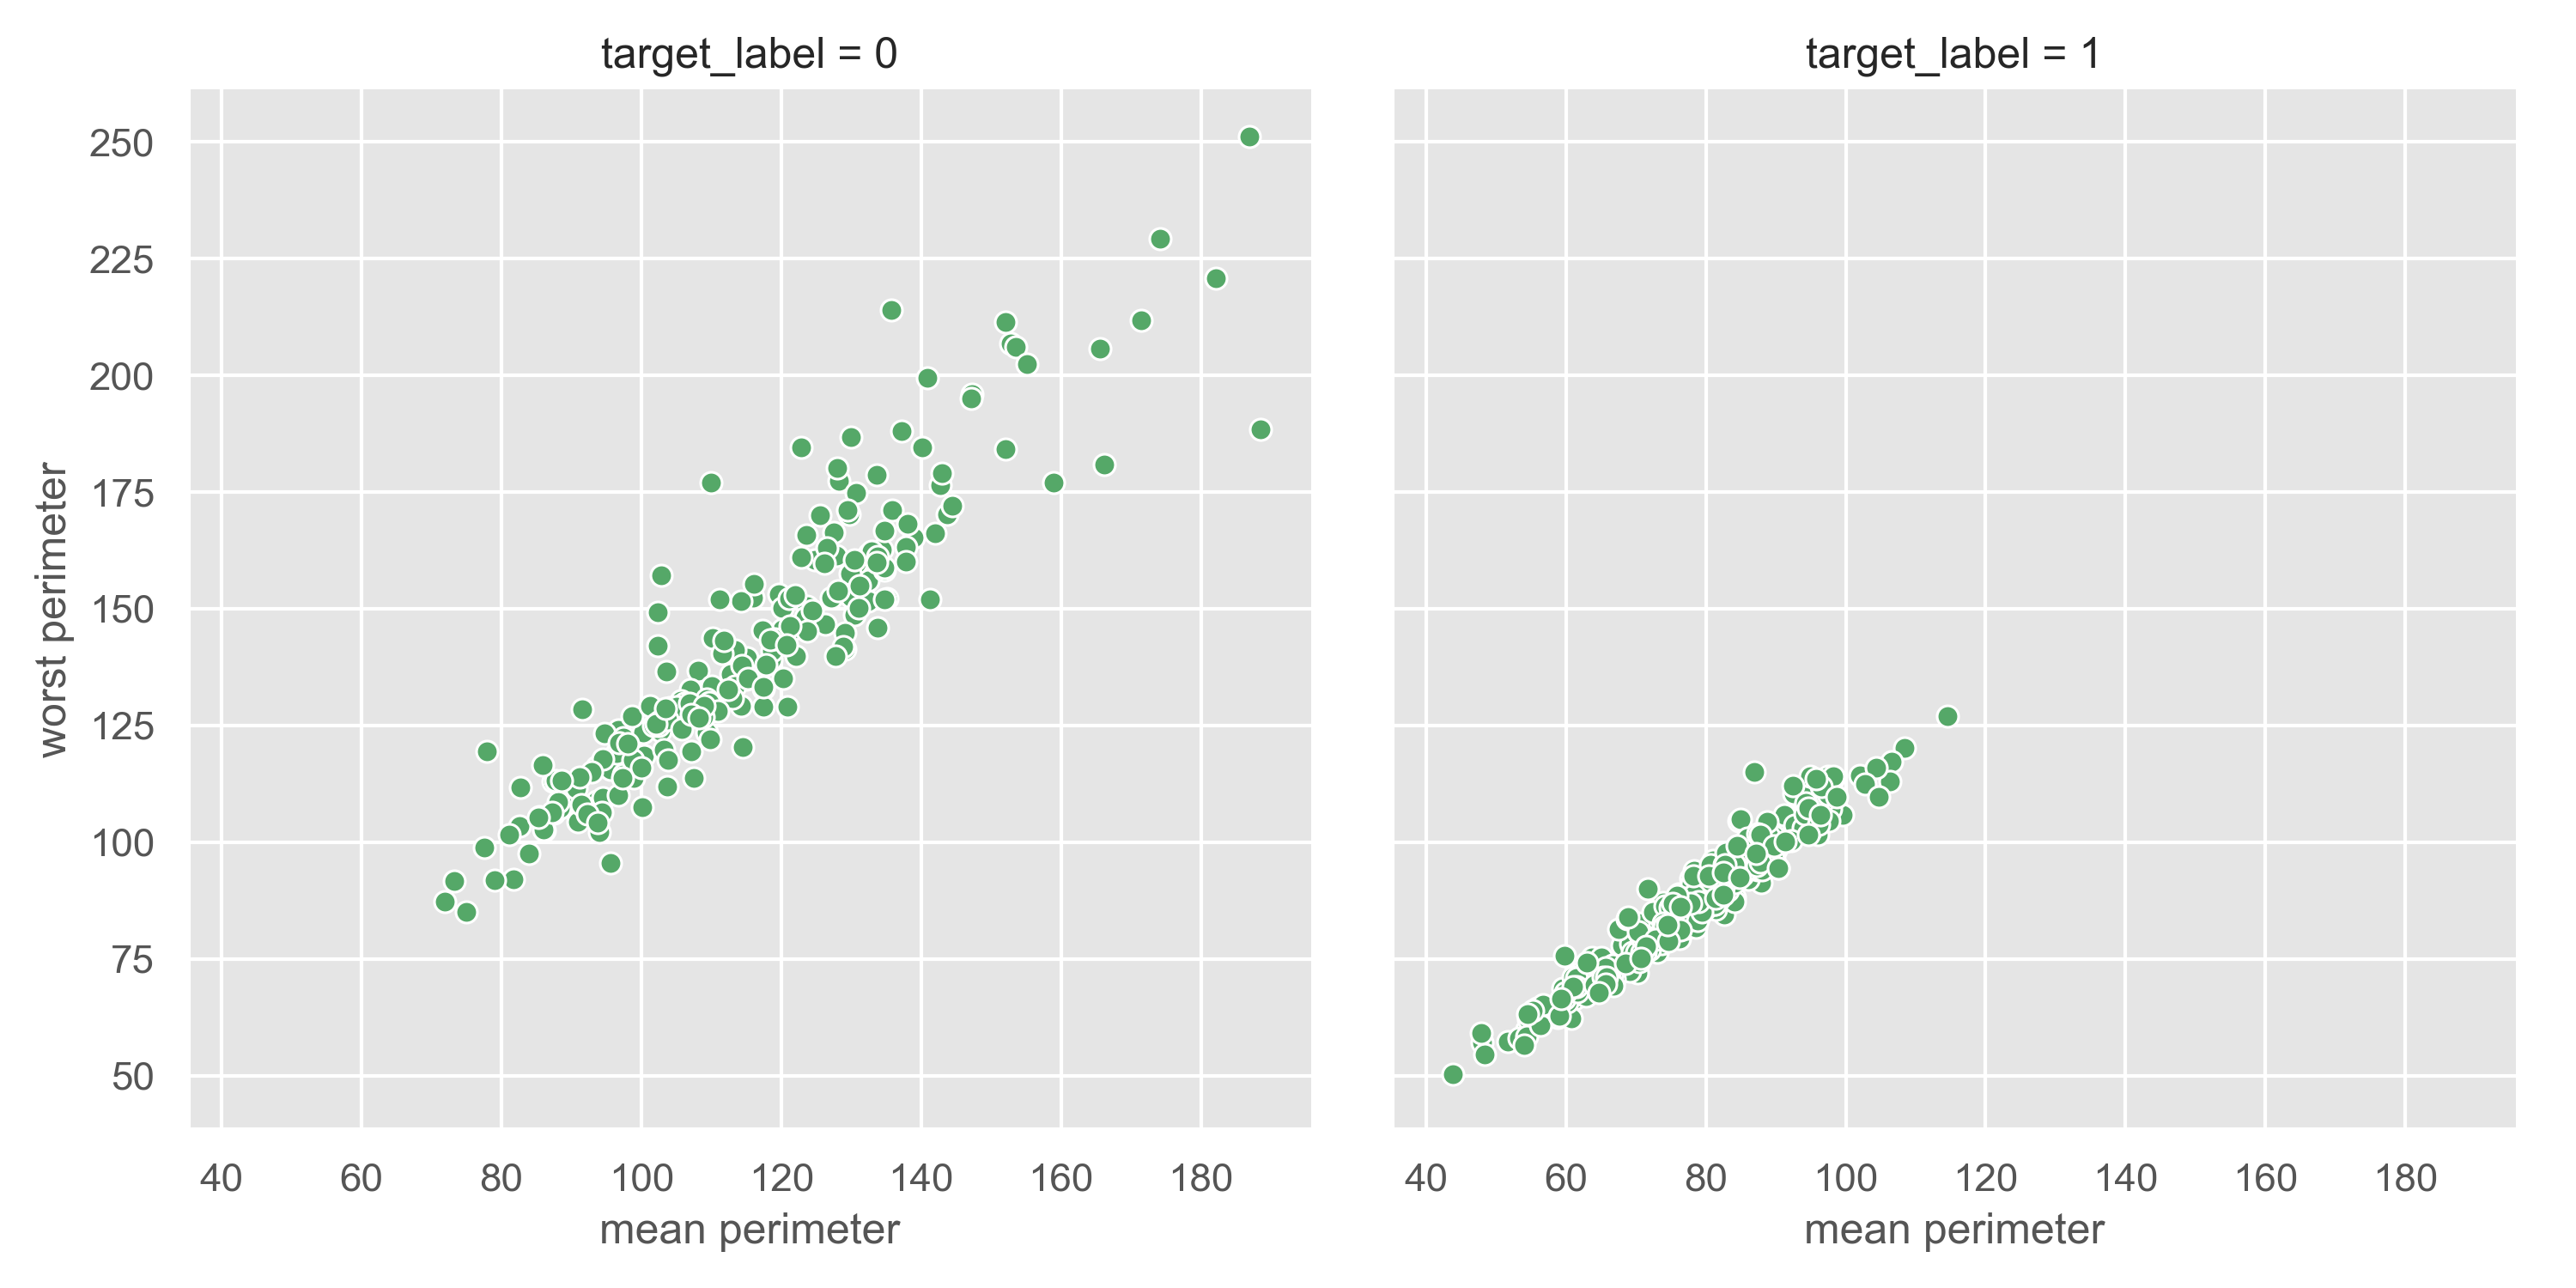 target_label = 0
target_label = 1
250
225
200
175
150
125
100
75
50
worst perimeter
40 60 80 100 120 140 160 180
40 60 80 100 120 140 160 180
mean perimeter
mean perimeter